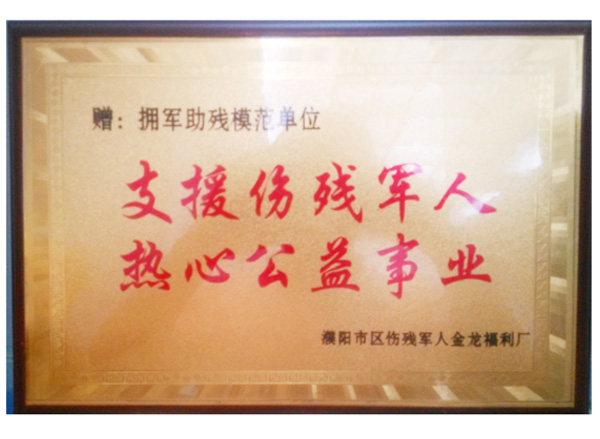 赠：拥军助残模范单位
支援伤残军人
热心公益事业
濮阳市区伤残军人金龙福利厂